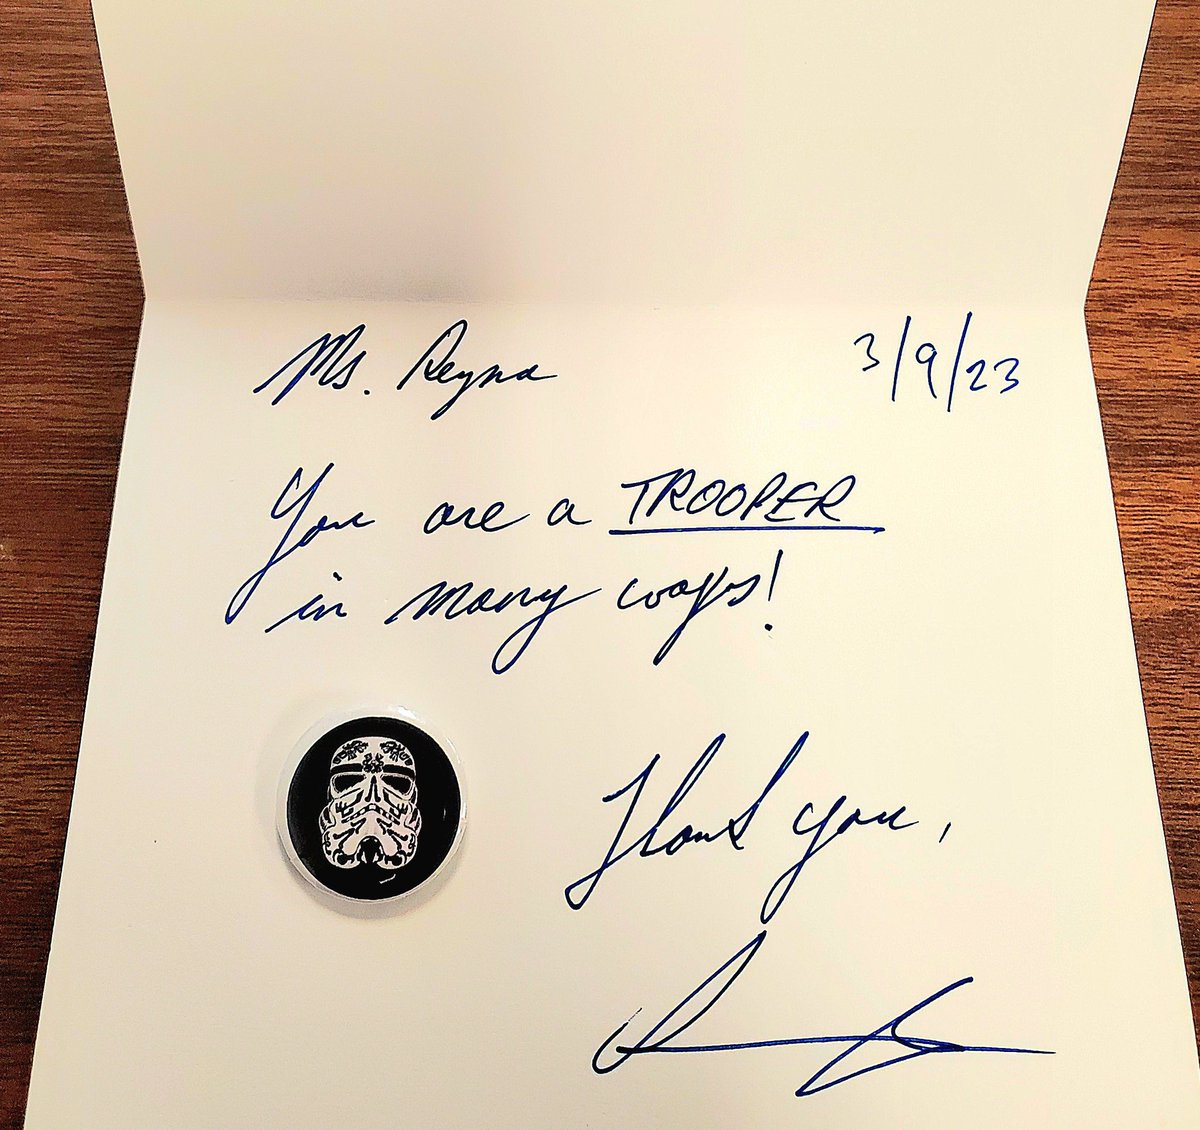 Ms. Reyna
3/9/23
You are a TROOPER
in many ways!
Thank you,